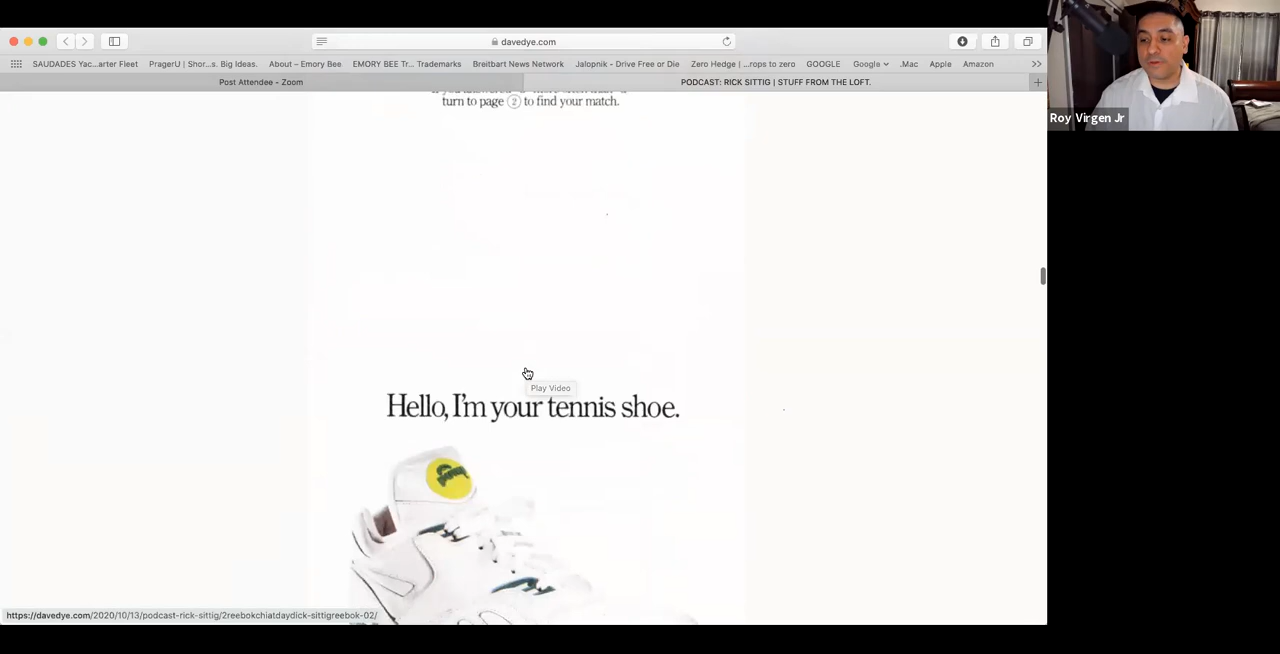 davedye.com
SAUDADES Yac...arter Fleet
PragerU | Shor...s. Big Ideas.
About – Emory Bee
EMORY BEE Tr... Trademarks
Breitbart News Network
Jalopnik - Drive Free or Die
Zero Hedge |...rops to zero
GOOGLE
Google
.Mac
Apple
Amazon
Post Attendee - Zoom
PODCAST: RICK SITTIG | STUFF FROM THE LOFT.
Roy Virgen Jr
turn to page 2 to find your match.
Play Video
Hello, I'm your tennis shoe.
https://davedye.com/2020/10/13/podcast-rick-sittig/2reebokchiatdaydick-sittigreebok-02/